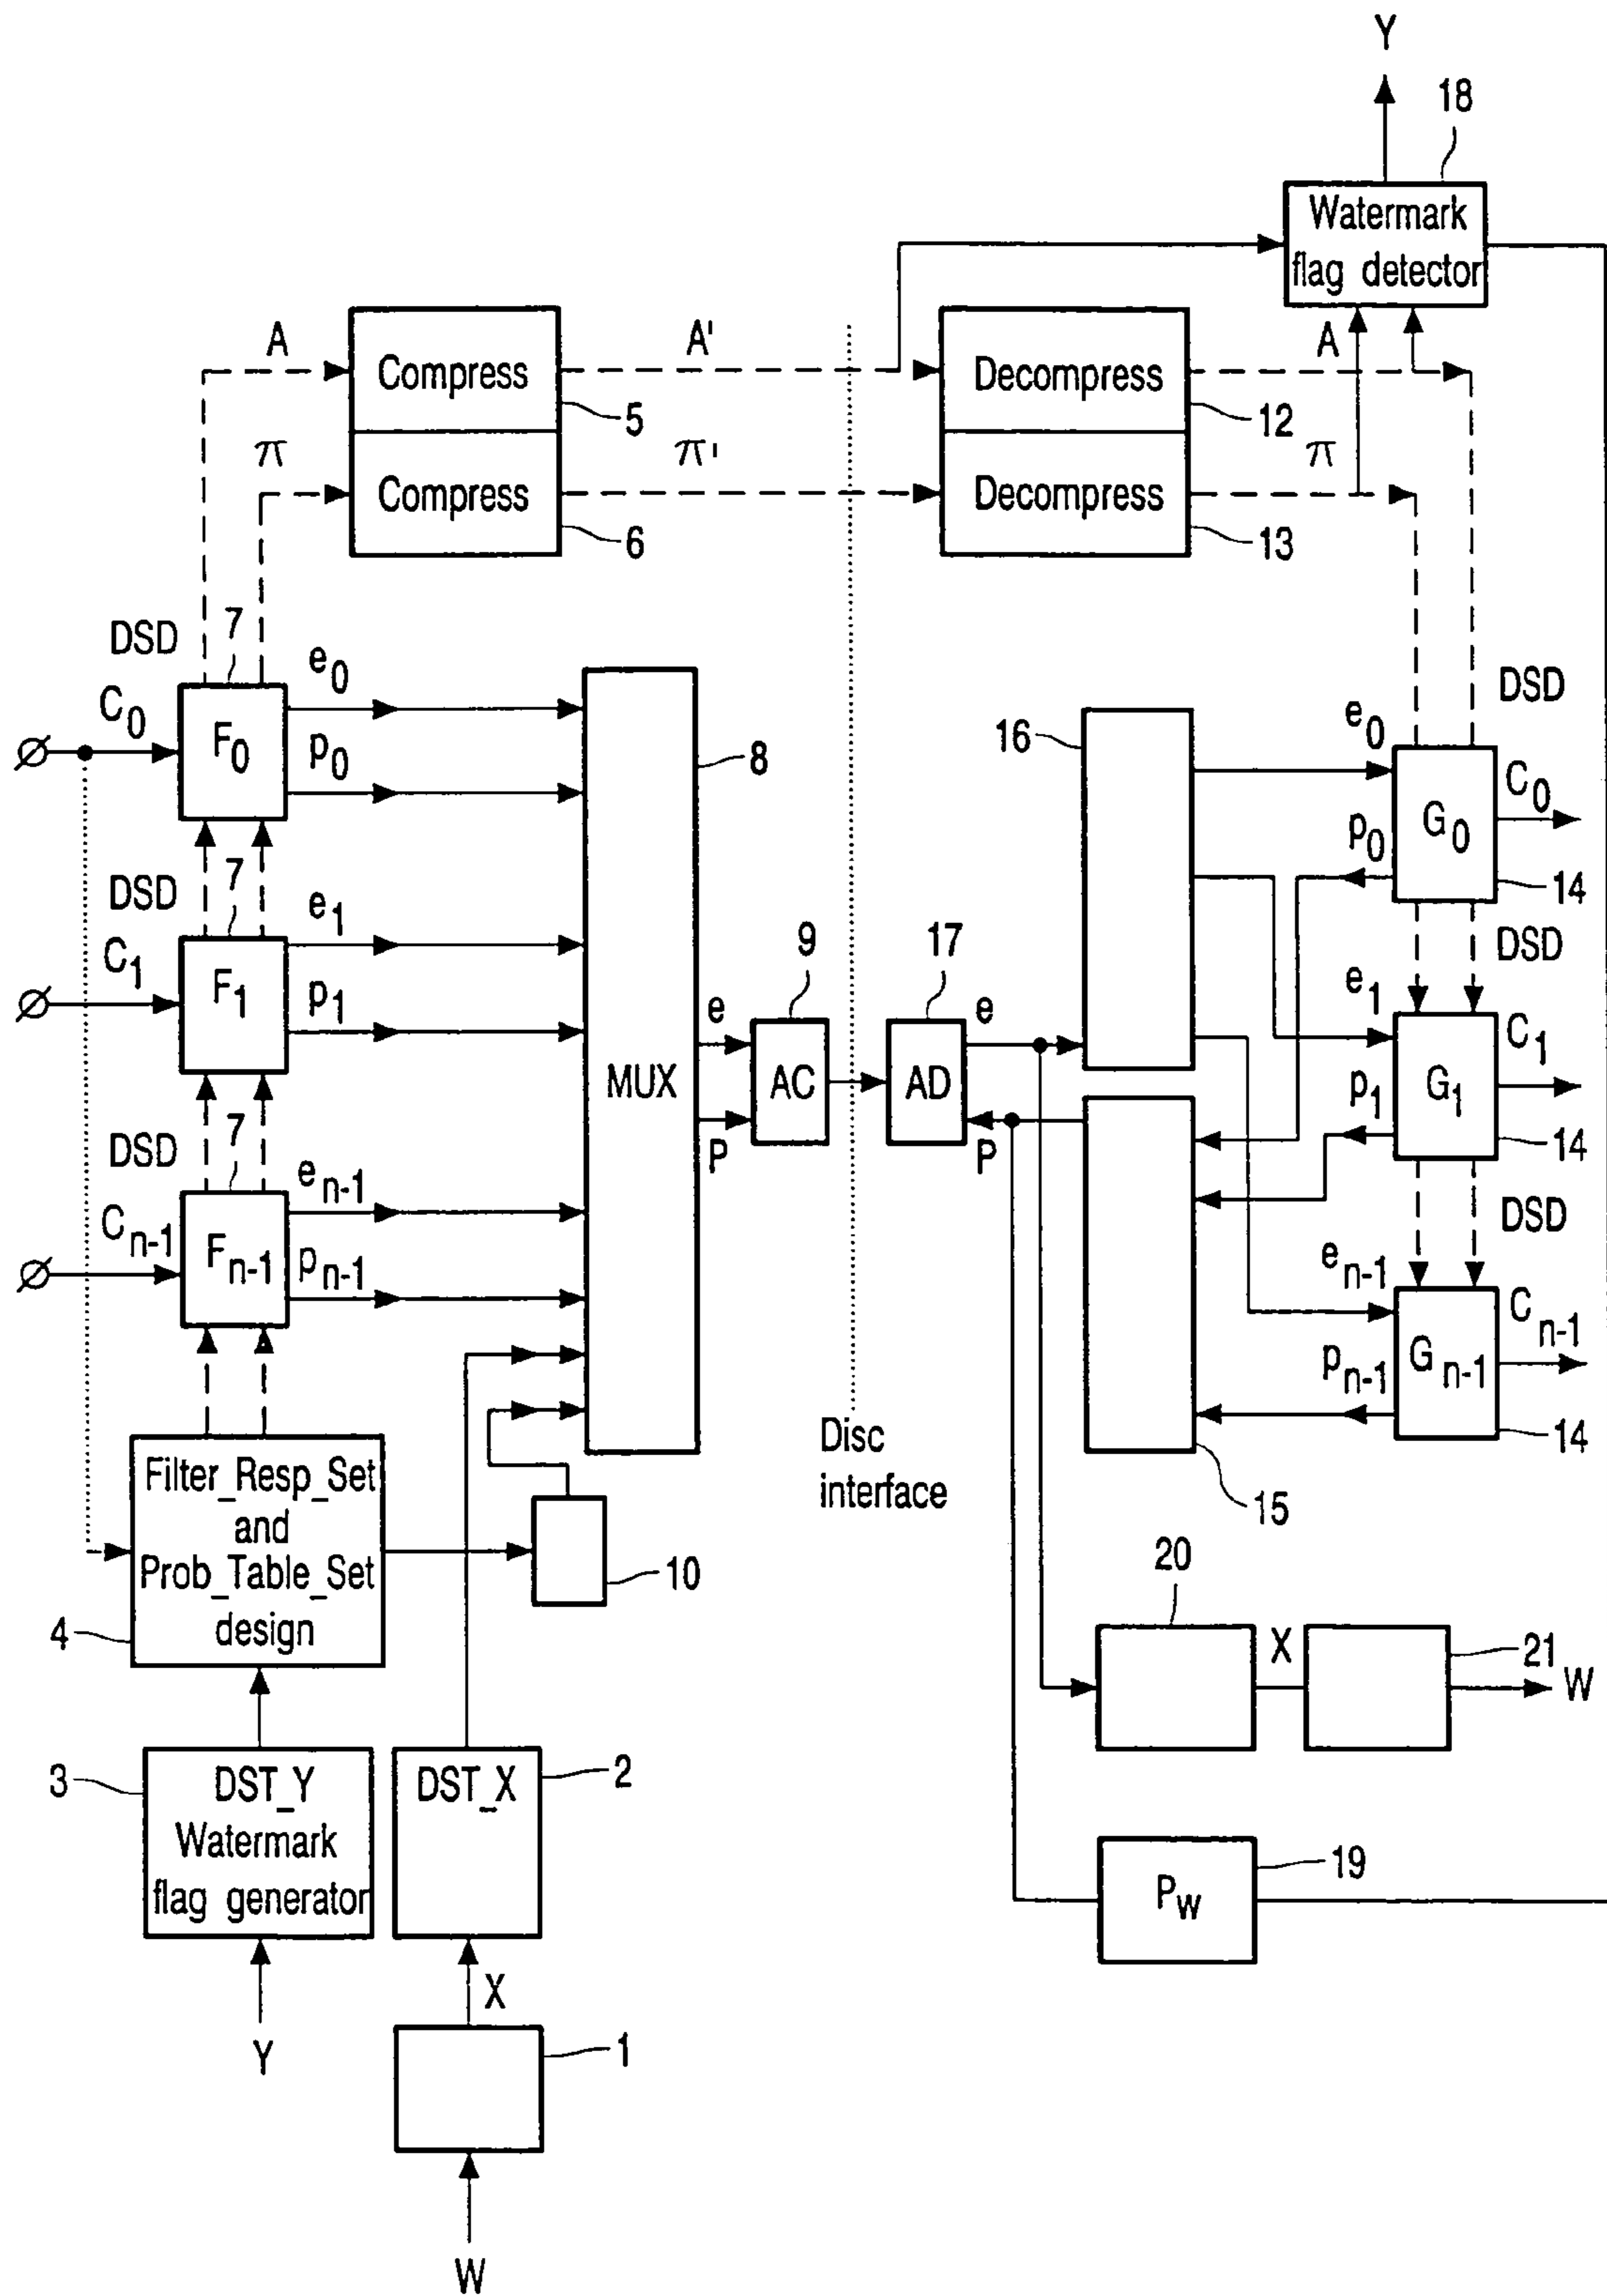 Y
18
Watermark
flag detector
A
Compress
5
A'
Decompress
12
A
π
Compress
6
π'
Decompress
13
π
DSD
7
C0
F0
e0
p0
DSD
7
C1
F1
e1
p1
DSD
7
Cn-1
Fn-1
en-1
pn-1
MUX
8
e
P
9
AC
Disc
interface
17
AD
e
P
16
15
e0
p0
G0
DSD
C0
14
DSD
e1
p1
G1
C1
14
DSD
en-1
pn-1
Gn-1
Cn-1
14
Filter_Resp_Set
and
Prob_Table_Set
design
4
10
3
DST_Y
Watermark
flag generator
Y
DST_X
2
X
1
W
20
X
21
W
PW
19